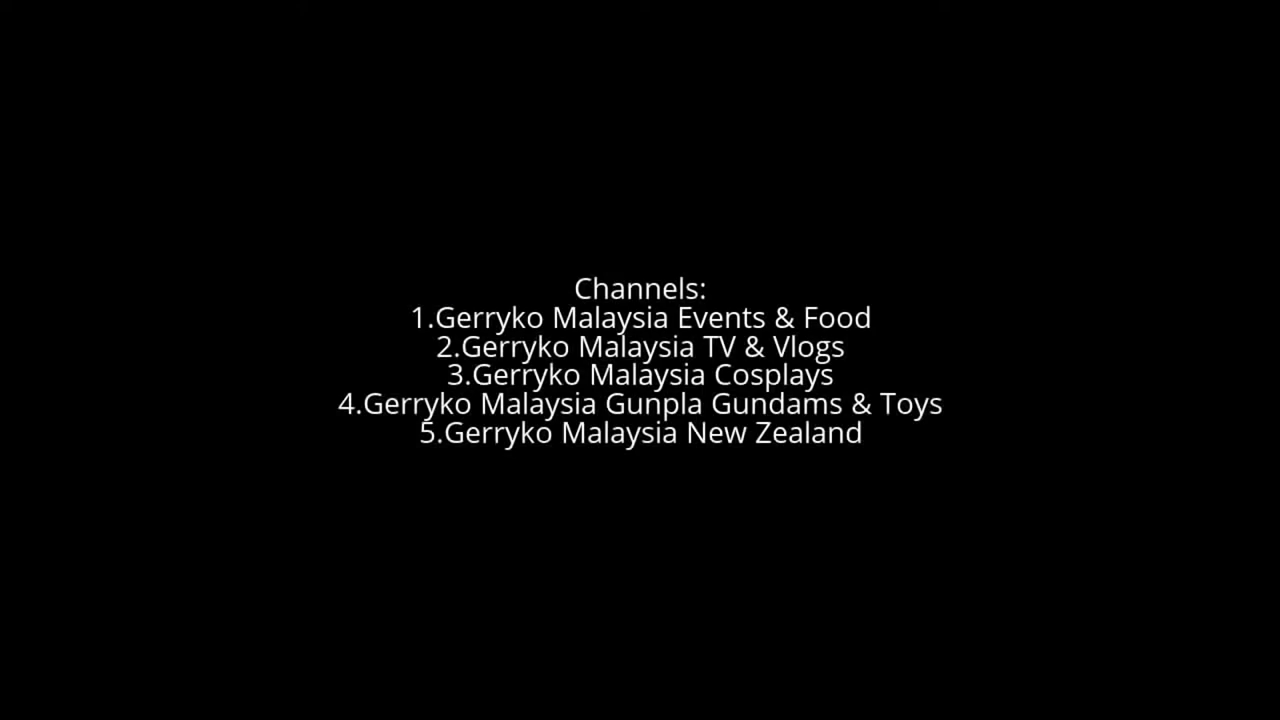 Channels:
1.Gerryko Malaysia Events & Food
2.Gerryko Malaysia TV & Vlogs
3.Gerryko Malaysia Cosplays
4.Gerryko Malaysia Gunpla Gundams & Toys
5.Gerryko Malaysia New Zealand